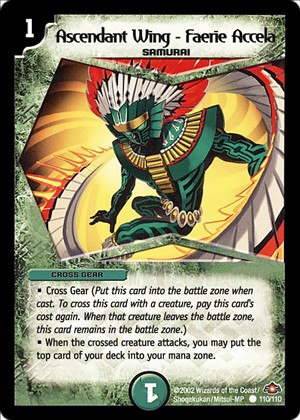 1
Ascendant Wing - Faerie Accela
SAMURAI
CROSS GEAR
▪ Cross Gear (Put this card into the battle zone when
cast. To cross this card with a creature, pay this card's
cost again. When that creature leaves the battle zone,
this card remains in the battle zone.)
▪ When the crossed creature attacks, you may put the
top card of your deck into your mana zone.
1
©2002 Wizards of the Coast/
Shogakukan/Mitsui-MP ● 110/110